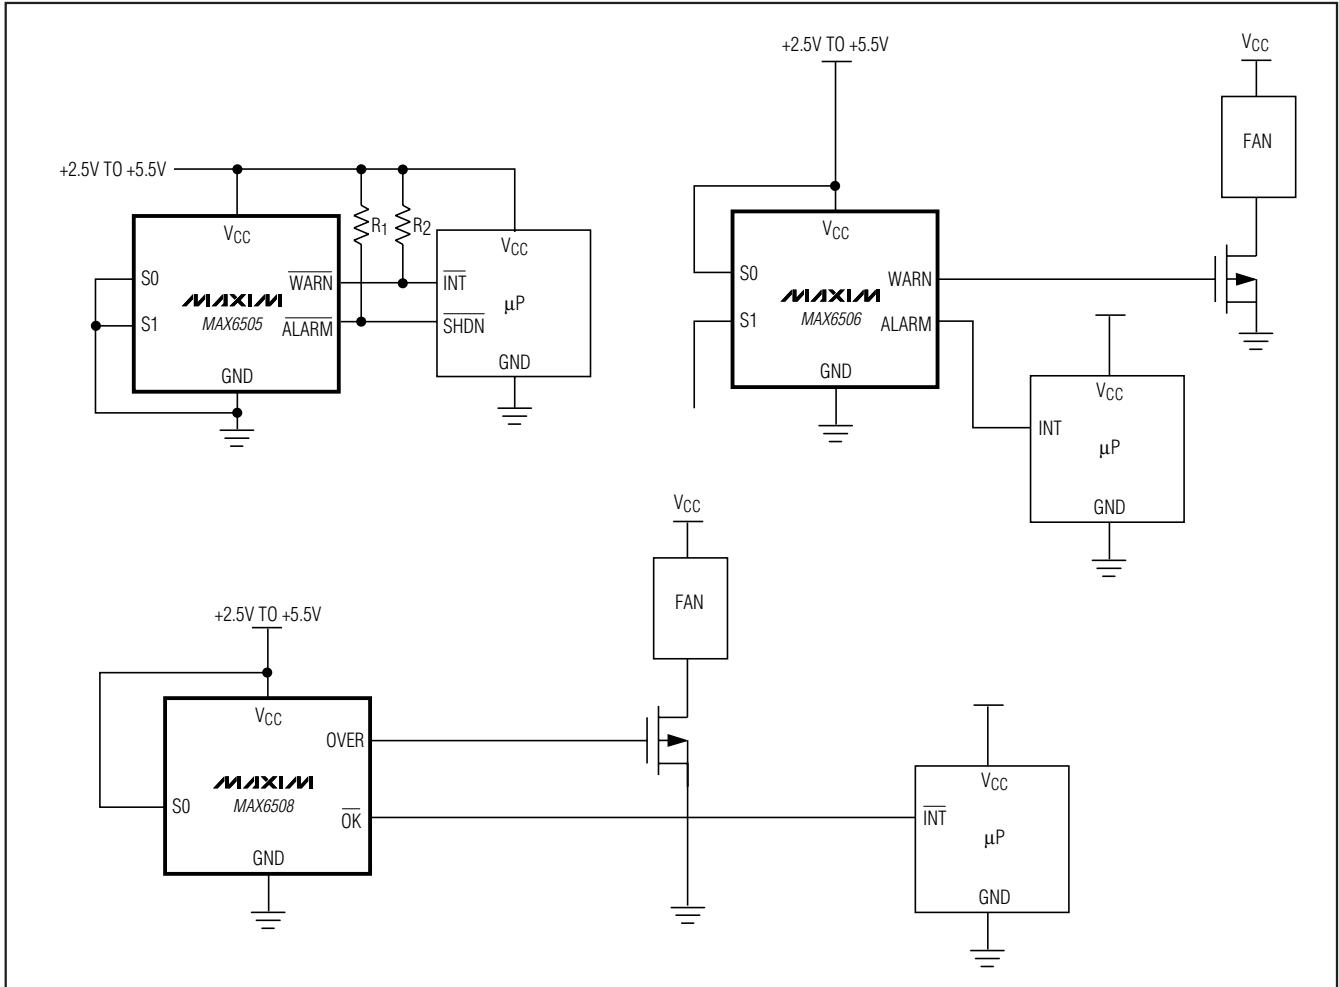 +2.5V TO +5.5V
VCC
S0
S1
WARN
ALARM
MAXIM
MAX6505
GND
R1
R2
VCC
INT
SHDN
μP
GND
+2.5V TO +5.5V
VCC
S0
S1
WARN
ALARM
MAXIM
MAX6506
GND
VCC
FAN
VCC
INT
μP
GND
+2.5V TO +5.5V
VCC
S0
OVER
OK
MAXIM
MAX6508
GND
VCC
FAN
VCC
INT
μP
GND